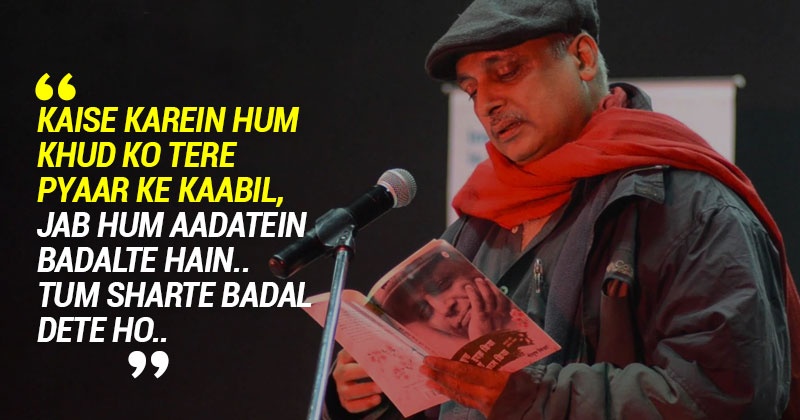 “
KAISE KAREIN HUM
KHUD KO TERE
PYAAR KE KAABIL,
JAB HUM AADATEIN
BADALTE HAIN..
TUM SHARTE BADAL
DETE HO..
”